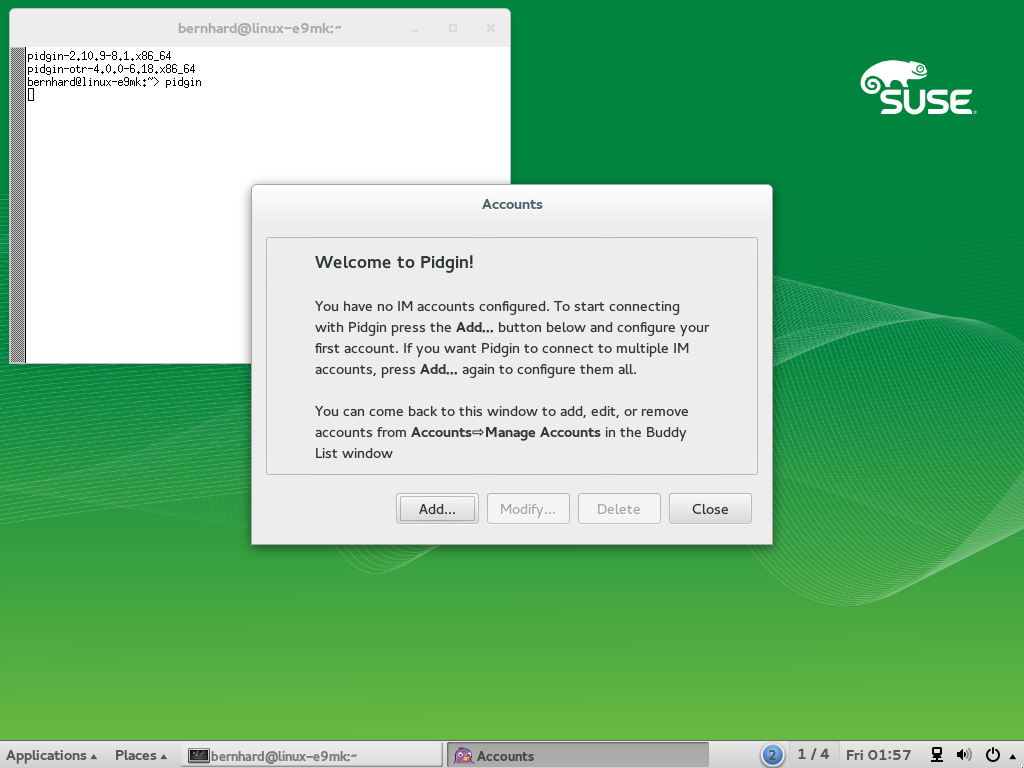 bernhard@linux-e9mk:~
pidgin-2.10.9-8.1.x86_64
pidgin-otr-4.0.0-6.18.x86_64
bernhard@linux-e9mk:~> pidgin
SUSE
Accounts
Welcome to Pidgin!
You have no IM accounts configured. To start connecting
with Pidgin press the Add... button below and configure your
first account. If you want Pidgin to connect to multiple IM
accounts, press Add... again to configure them all.
You can come back to this window to add, edit, or remove
accounts from Accounts⇨Manage Accounts in the Buddy
List window
Add... Modify... Delete Close
Applications Places bernhard@linux-e9mk:~ Accounts 2 1 / 4 Fri 01:57